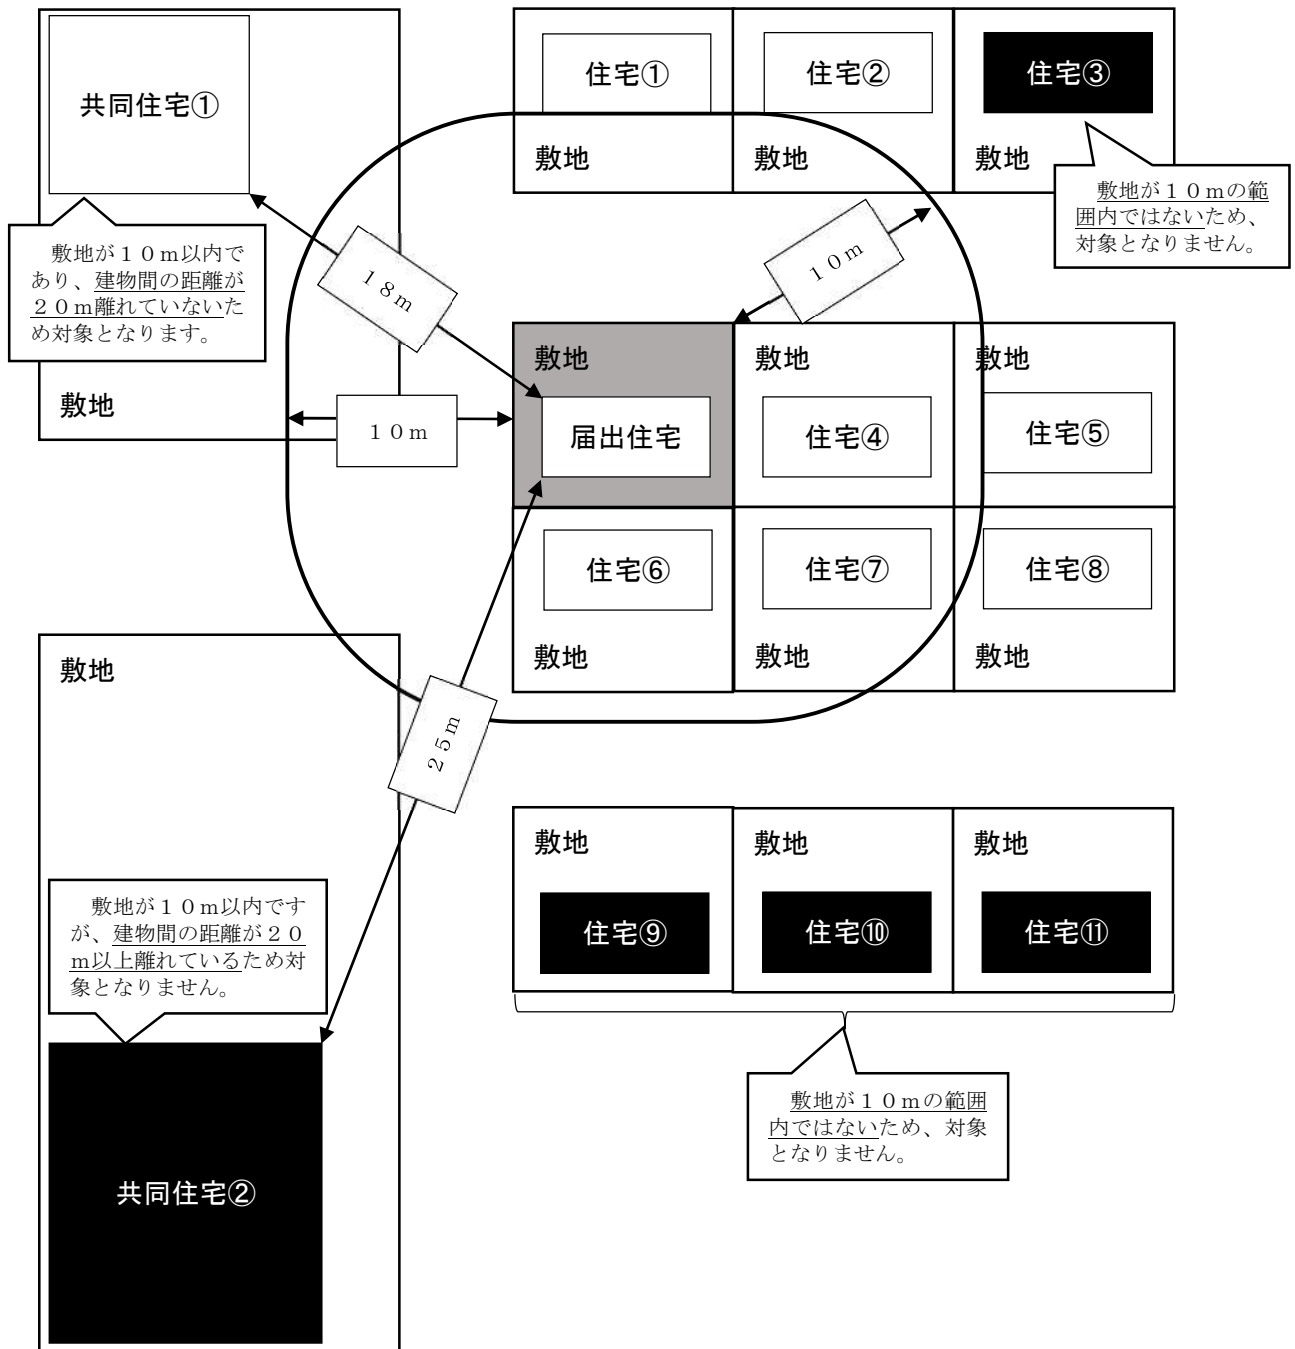 共同住宅①
住宅①
住宅②
住宅③
敷地
敷地
敷地
　敷地が１０ｍの範
囲内ではないため、
対象となりません。
　敷地が１０ｍ以内で
あり、建物間の距離が
２０ｍ離れていないた
め対象となります。
１８ｍ
１０ｍ
敷地
１０ｍ
敷地
届出住宅
敷地
住宅④
敷地
住宅⑤
住宅⑥
敷地
住宅⑦
敷地
住宅⑧
敷地
敷地
２５ｍ
　敷地が１０ｍ以内です
が、建物間の距離が２０
ｍ以上離れているため対
象となりません。
共同住宅②
敷地
住宅⑨
敷地
住宅⑩
敷地
住宅⑪
　敷地が１０ｍの範囲
内ではないため、対象
となりません。